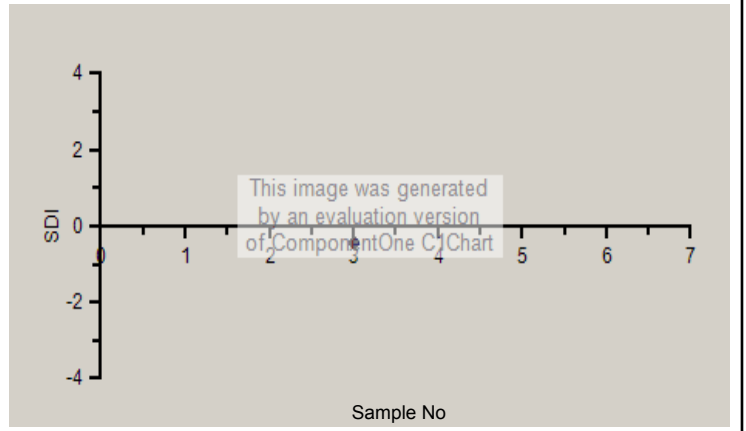 4
2
This image was generated
by an evaluation version
of ComponentOne C1Chart
SDI
0
0 1 2 3 4 5 6 7
-2
-4
Sample No